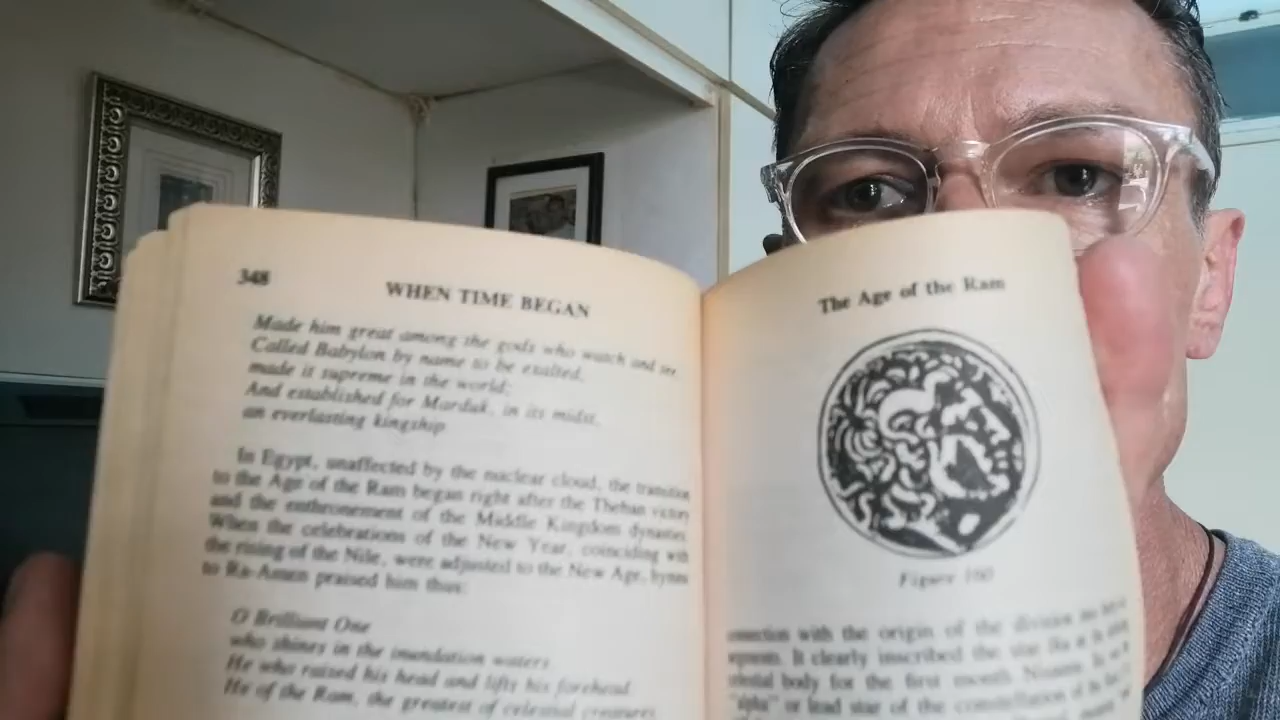 348
WHEN TIME BEGAN
Made him great among the gods who watch and see,
Called Babylon by name to be exalted,
made it supreme in the world;
And established for Marduk, in its midst,
an everlasting kingship
In Egypt, unaffected by the nuclear cloud, the transition
to the Age of the Ram began right after the Theban victory
and the enthronement of the Middle Kingdom dynasties.
When the celebrations of the New Year, coinciding with
the rising of the Nile, were adjusted to the New Age, hymns
to Ra-Amen praised him thus:
O Brilliant One
who shines in the inundation waters
He who raised his head and lifts his forehead
He of the Ram, the greatest of celestial creatures
The Age of the Ram
Figure 160
connection with the origin of the division into
It clearly inscribed the star
celestial body for the first month Nisannu
"alpha" or lead star of the constellation of the